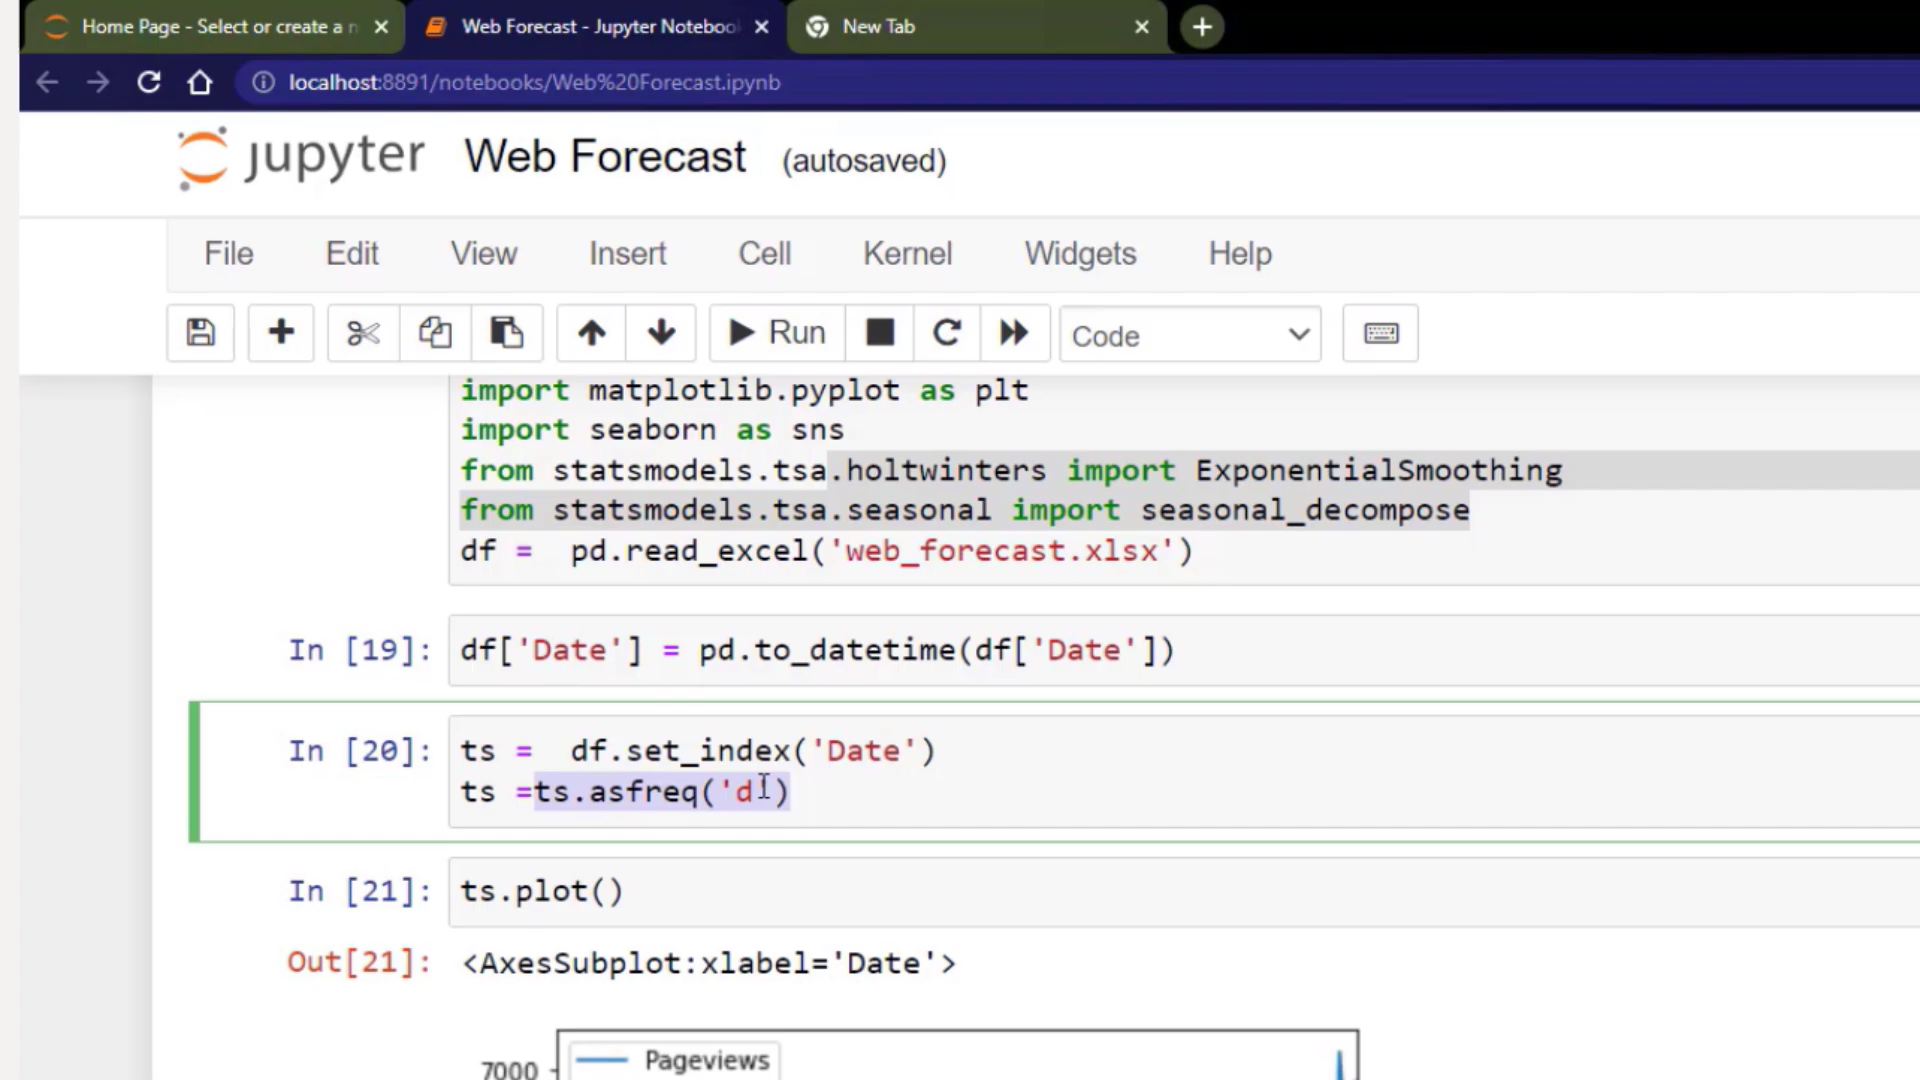 Home Page - Select or create a n
Web Forecast - Jupyter Notebook
New Tab
localhost:8891/notebooks/Web%20Forecast.ipynb
jupyter Web Forecast (autosaved)
File Edit View Insert Cell Kernel Widgets Help
Run Code
import matplotlib.pyplot as plt
import seaborn as sns
from statsmodels.tsa.holtwinters import ExponentialSmoothing
from statsmodels.tsa.seasonal import seasonal_decompose
df =  pd.read_excel('web_forecast.xlsx')
In [19]: df['Date'] = pd.to_datetime(df['Date'])
In [20]: ts =  df.set_index('Date')
ts =ts.asfreq('d')
In [21]: ts.plot()
Out[21]: <AxesSubplot:xlabel='Date'>
7000 Pageviews